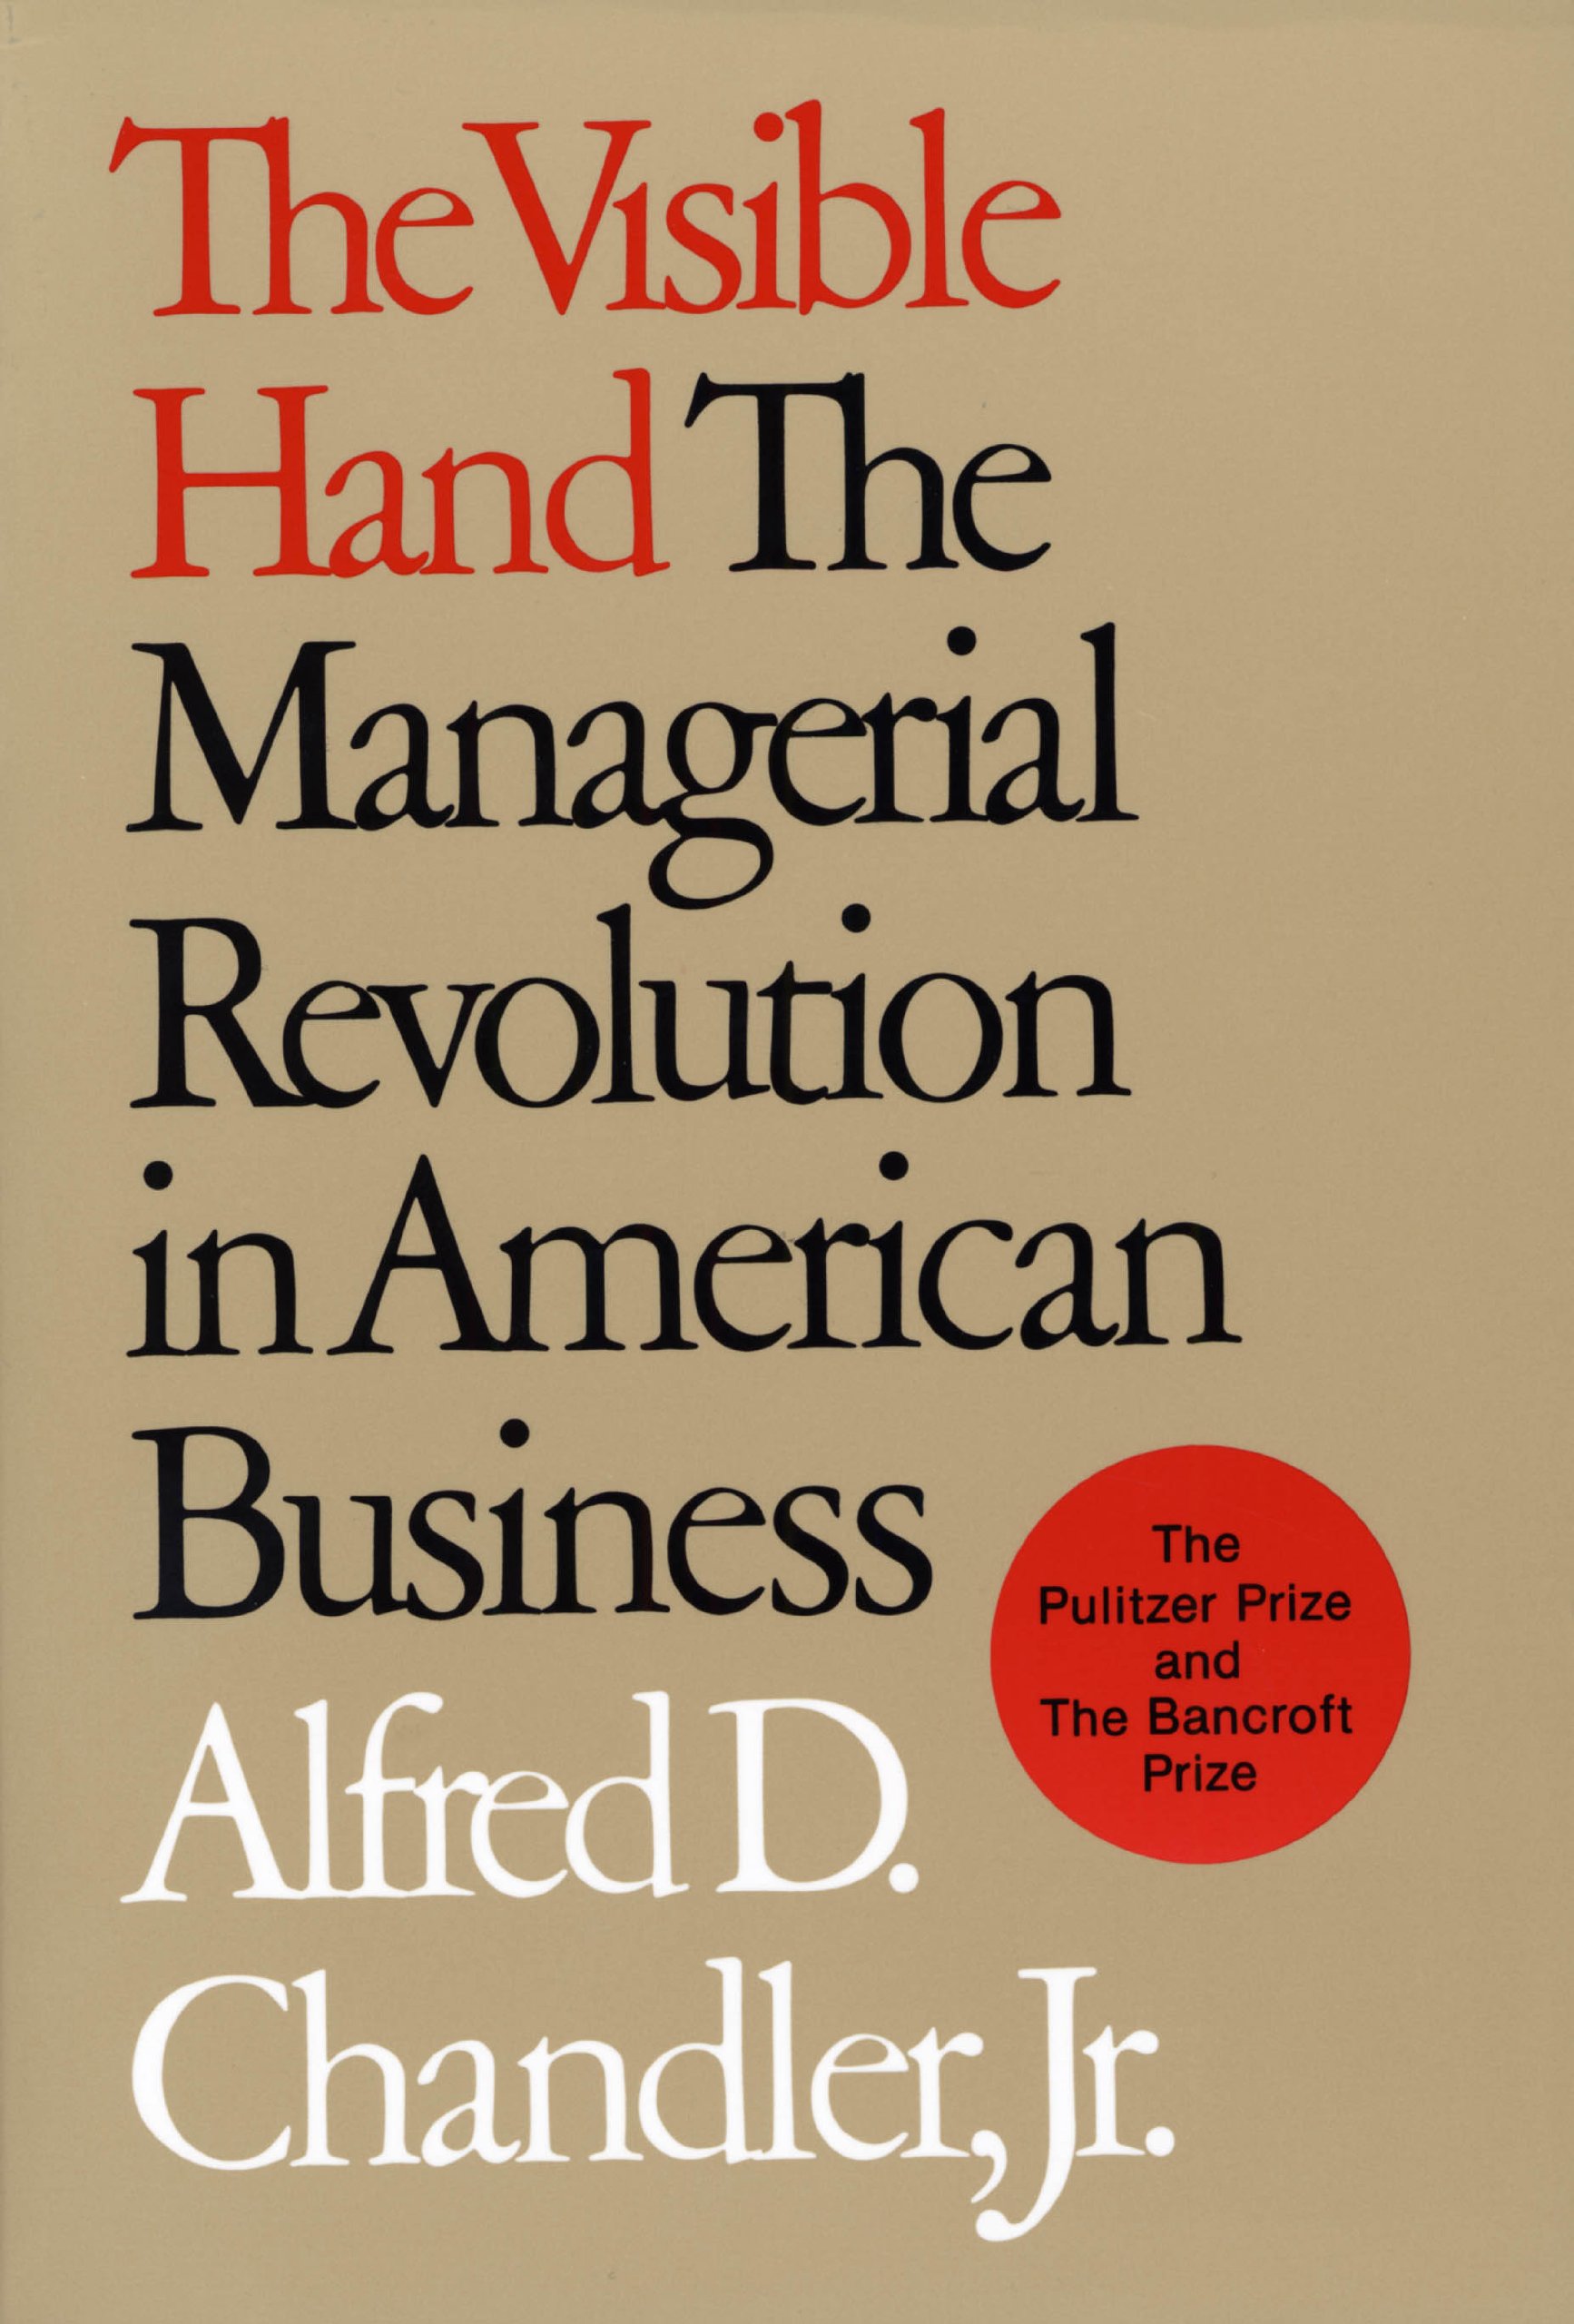 The Visible
Hand The
Managerial
Revolution
in American
Business
The
Pulitzer Prize
and
The Bancroft
Prize
Alfred D.
Chandler, Jr.